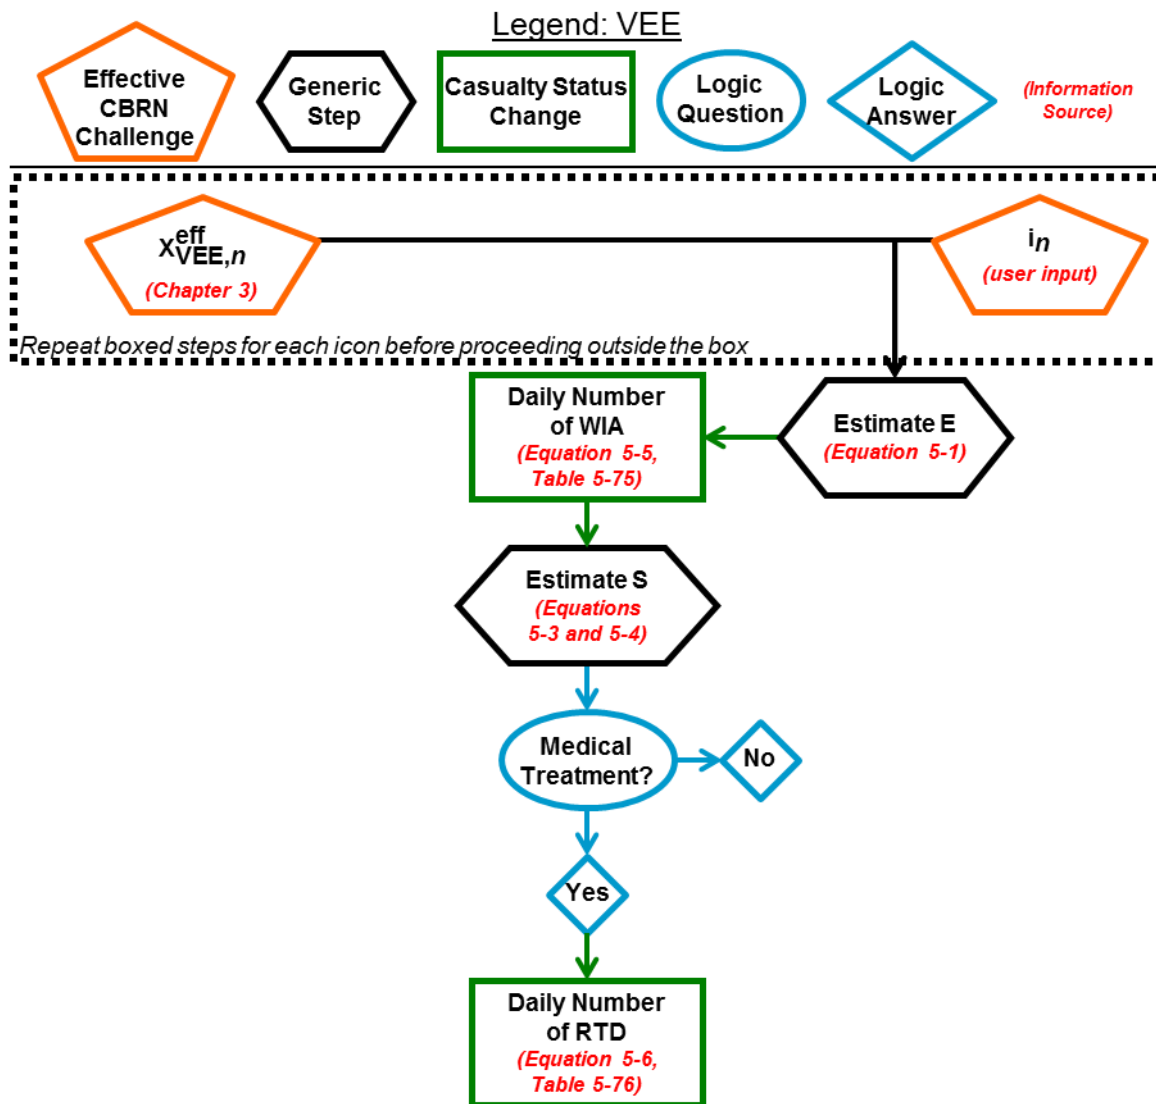 Legend: VEE
Effective
CBRN
Challenge
Generic
Step
Casualty Status
Change
Logic
Question
Logic
Answer
(Information
Source)
X^eff_VEE,n
(Chapter 3)
i_n
(user input)
Repeat boxed steps for each icon before proceeding outside the box
Daily Number
of WIA
(Equation 5-5,
Table 5-75)
Estimate E
(Equation 5-1)
Estimate S
(Equations
5-3 and 5-4)
Medical
Treatment?
No
Yes
Daily Number
of RTD
(Equation 5-6,
Table 5-76)